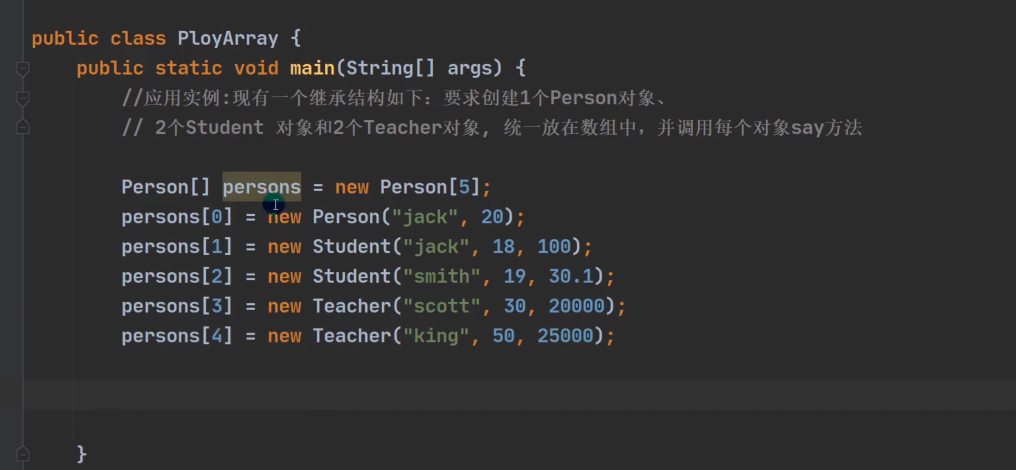 public class PloyArray {
public static void main(String[] args) {
//应用实例:现有一个继承结构如下：要求创建1个Person对象、
// 2个Student 对象和2个Teacher对象, 统一放在数组中，并调用每个对象say方法
Person[] persons = new Person[5];
persons[0] = new Person("jack", 20);
persons[1] = new Student("jack", 18, 100);
persons[2] = new Student("smith", 19, 30.1);
persons[3] = new Teacher("scott", 30, 20000);
persons[4] = new Teacher("king", 50, 25000);
}